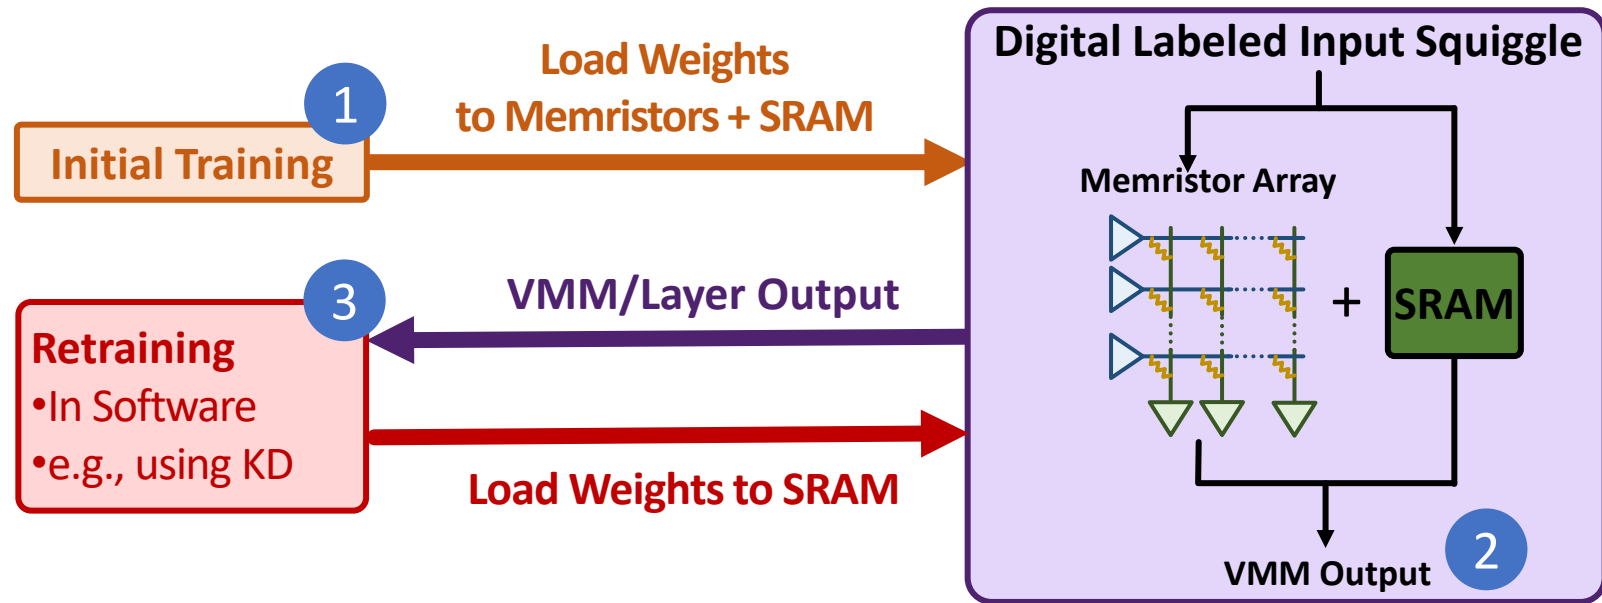 1
Initial Training
Load Weights
to Memristors + SRAM
Digital Labeled Input Squiggle
Memristor Array
+
SRAM
VMM Output
2
VMM/Layer Output
3
Retraining
•In Software
•e.g., using KD
Load Weights to SRAM